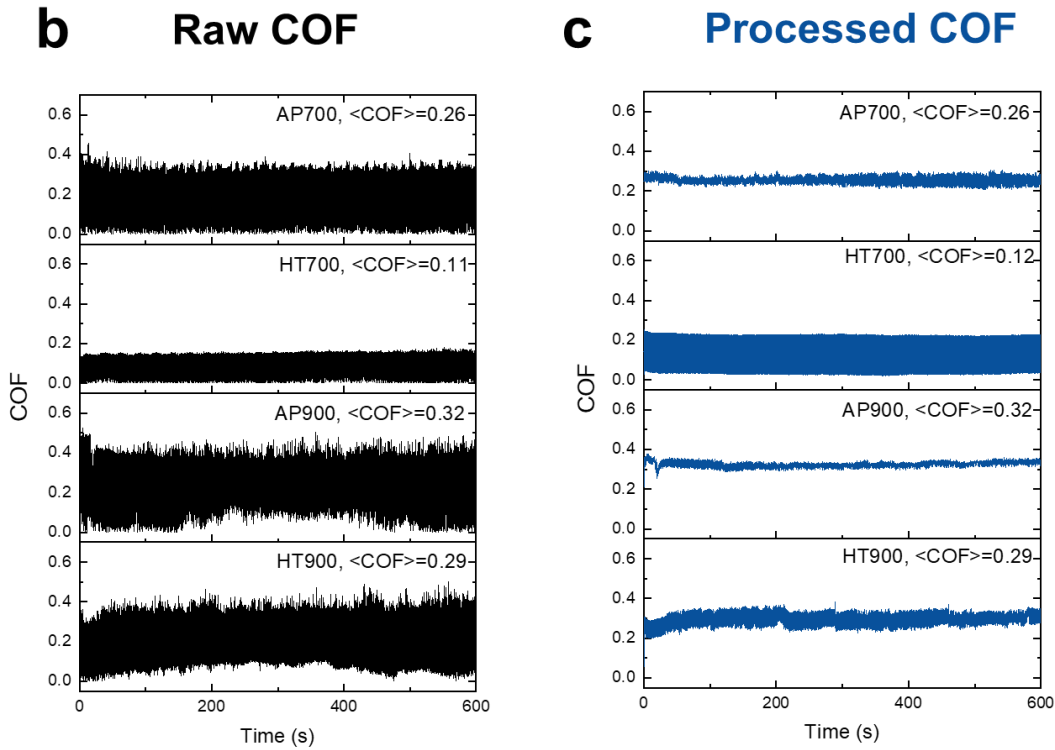 b Raw COF
0.6
0.4
0.2
0.0
AP700, <COF>=0.26
0.6
0.4
0.2
0.0
HT700, <COF>=0.11
0.6
0.4
0.2
0.0
AP900, <COF>=0.32
0.6
0.4
0.2
0.0
HT900, <COF>=0.29
COF
0 200 400 600
Time (s)
c Processed COF
0.6
0.4
0.2
0.0
AP700, <COF>=0.26
0.6
0.4
0.2
0.0
HT700, <COF>=0.12
0.6
0.4
0.2
0.0
AP900, <COF>=0.32
0.6
0.4
0.2
0.0
HT900, <COF>=0.29
COF
0 200 400 600
Time (s)